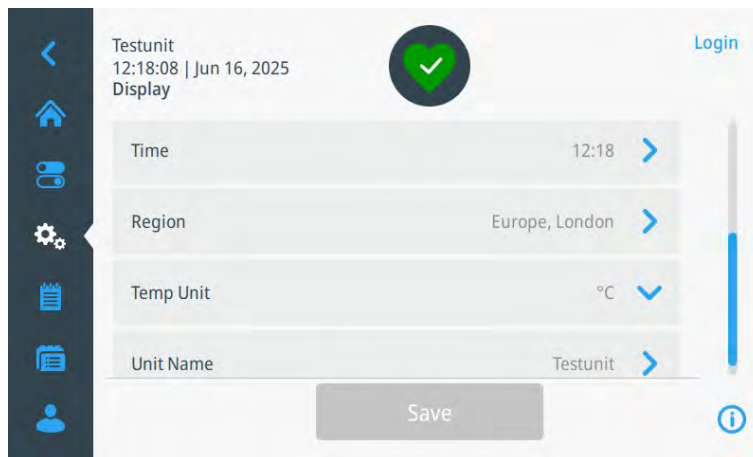 Testunit
12:18:08 | Jun 16, 2025
Display
Login
Time 12:18
Region Europe, London
Temp Unit °C
Unit Name Testunit
Save